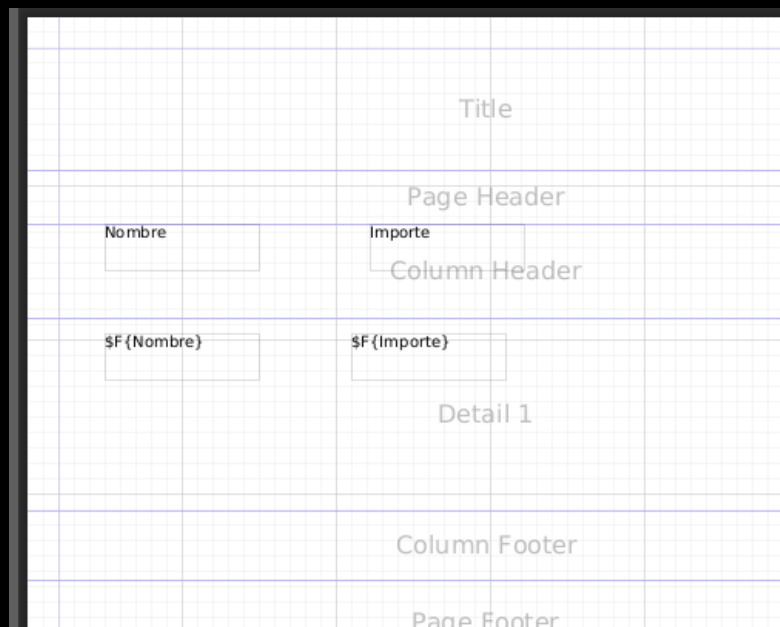 Title
Page Header
Nombre Importe
Column Header
$F{Nombre} $F{Importe}
Detail 1
Column Footer
Page Footer